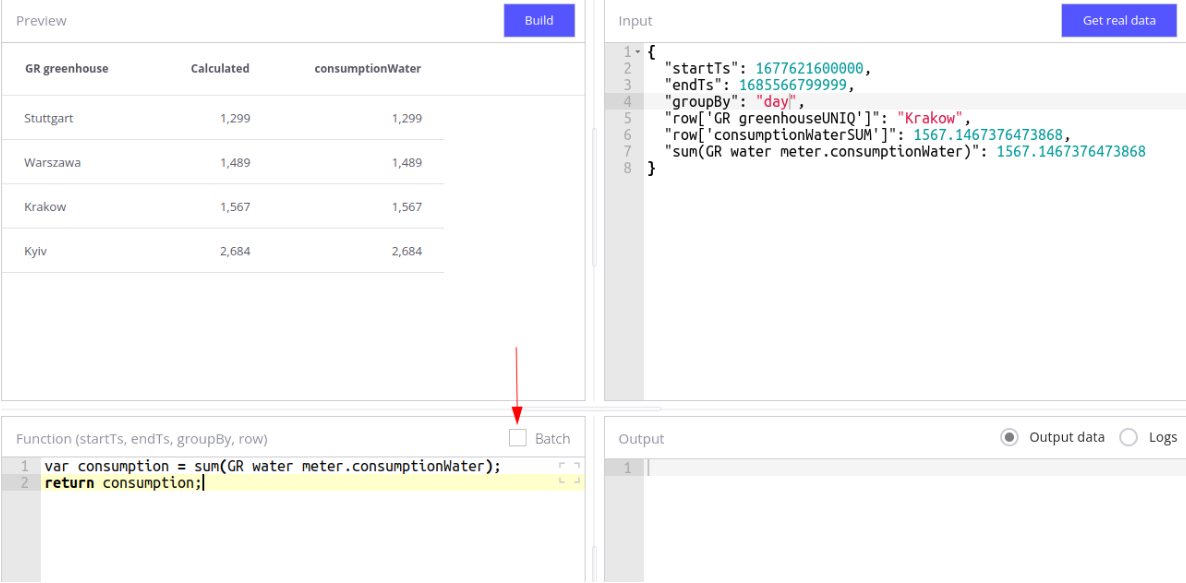 Preview
Build
GR greenhouse Calculated consumptionWater
Stuttgart 1,299 1,299
Warszawa 1,489 1,489
Krakow 1,567 1,567
Kyiv 2,684 2,684
Input
Get real data
1 {
2 "startTs": 1677621600000,
3 "endTs": 1685566799999,
4 "groupBy": "day",
5 "row['GR greenhouseUNIQ']": "Krakow",
6 "row['consumptionWaterSUM']": 1567.1467376473868,
7 "sum(GR water meter.consumptionWater)": 1567.1467376473868
8 }
Function (startTs, endTs, groupBy, row)
Batch
1 var consumption = sum(GR water meter.consumptionWater);
2 return consumption;
Output
Output data Logs
1